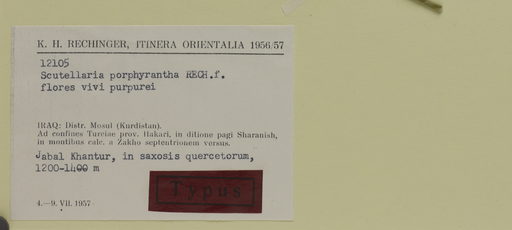 K. H. RECHINGER, ITINERA ORIENTALIA 1956/57
12105
Scutellaria porphyrantha RECH.f.
flores vivi purpurei
IRAQ: Distr. Mosul (Kurdistan).
Ad confines Turciae prov. Hakari, in ditione pagi Sharanish,
in montibus calc. a Zakho septentrionem versus.
Jabal Khantur, in saxosis quercetorum,
1200-1400 m
Typus
4.—9. VII. 1957